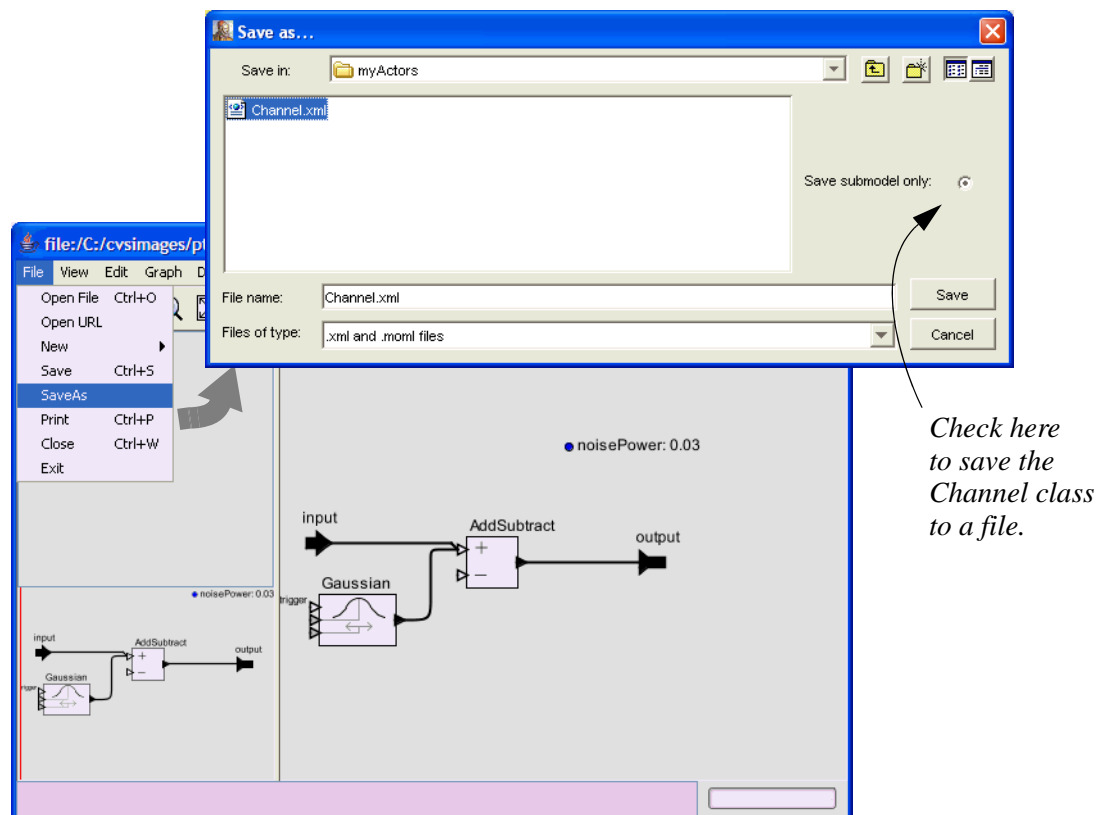 Save as...
Save in:
myActors
Channel.xml
Save submodel only:
File name:
Channel.xml
Save
Files of type:
.xml and .moml files
Cancel
file:/C:/cvsimages/pt
File View Edit Graph D
Open File Ctrl+O
Open URL
New
Save Ctrl+S
SaveAs
Print Ctrl+P
Close Ctrl+W
Exit
Check here
to save the
Channel class
to a file.
noisePower: 0.03
input
AddSubtract
output
+
−
Gaussian
trigger
noisePower: 0.03
input
AddSubtract
output
+
−
Gaussian